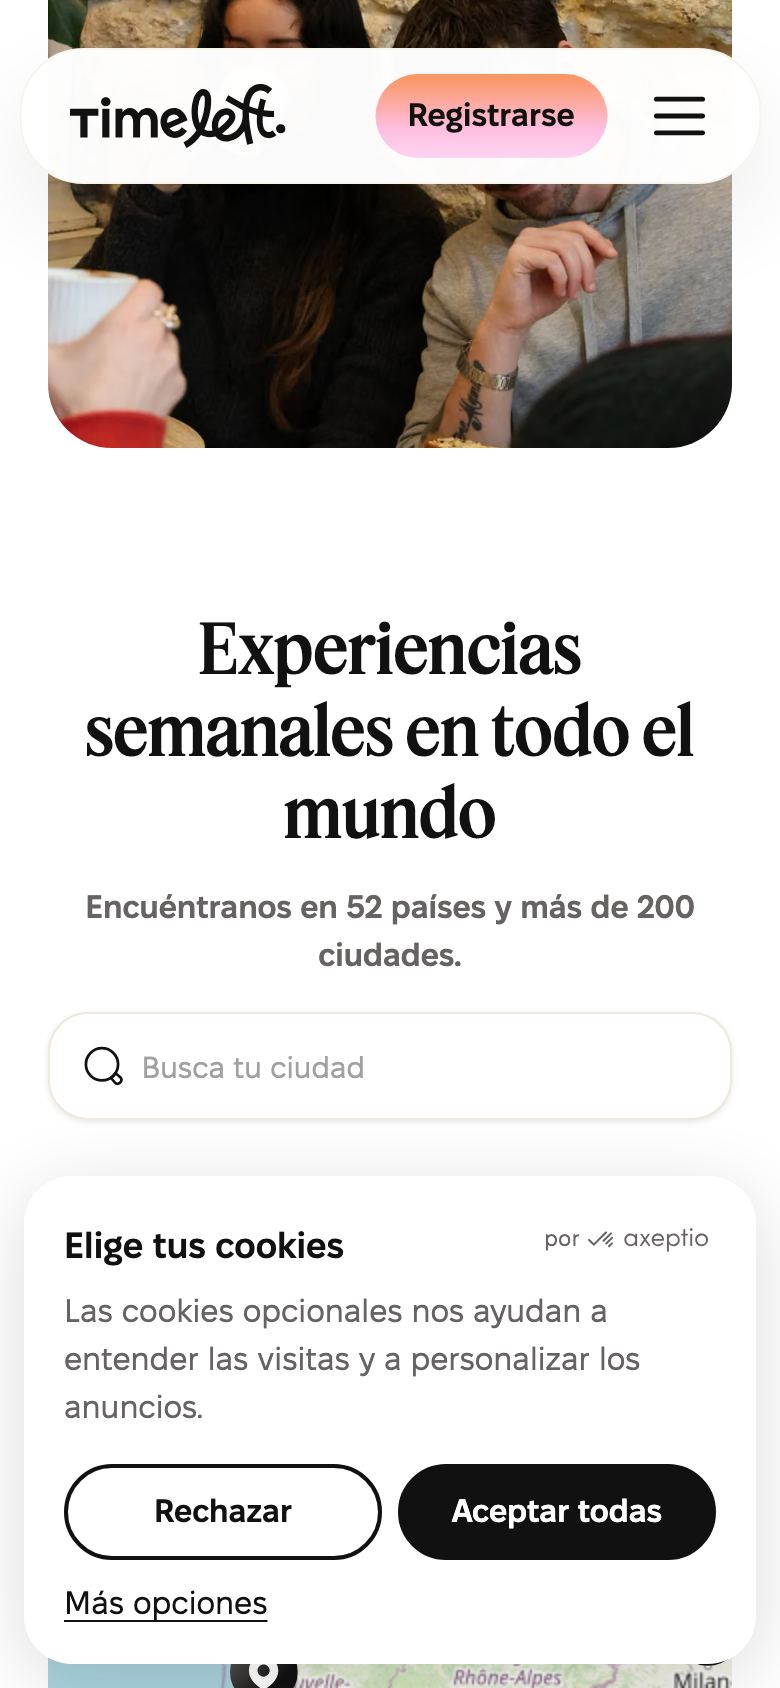 Timeleft.
Registrarse
Experiencias
semanales en todo el
mundo
Encuéntranos en 52 países y más de 200
ciudades.
Busca tu ciudad
Elige tus cookies
por axeptio
Las cookies opcionales nos ayudan a
entender las visitas y a personalizar los
anuncios.
Rechazar
Aceptar todas
Más opciones
Rhône-Alpes